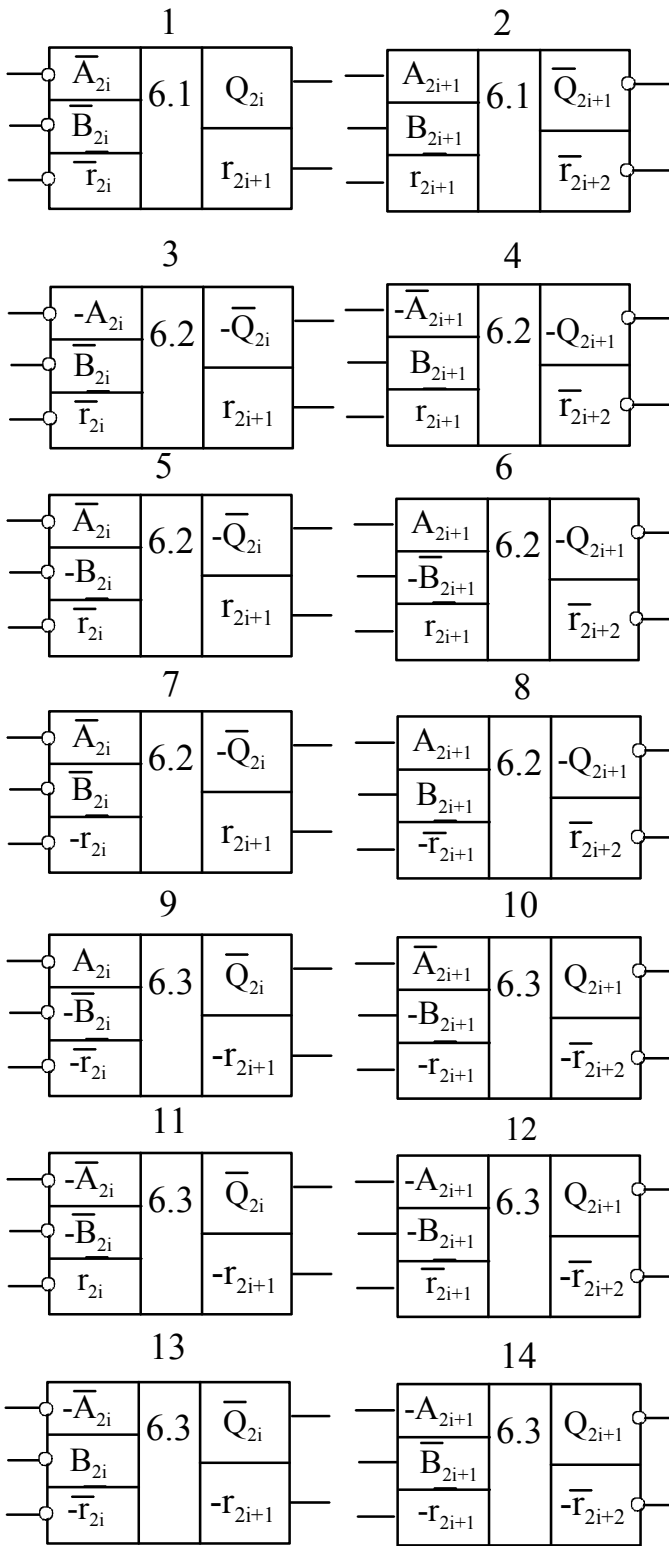 1 2
A̅₂ᵢ 6.1 Q₂ᵢ A₂ᵢ₊₁ 6.1 Q̅₂ᵢ₊₁
B̅₂ᵢ B₂ᵢ₊₁
r̅₂ᵢ r₂ᵢ₊₁ r₂ᵢ₊₁ r̅₂ᵢ₊₂
3 4
-A₂ᵢ 6.2 -Q̅₂ᵢ -A̅₂ᵢ₊₁ 6.2 -Q₂ᵢ₊₁
B̅₂ᵢ B₂ᵢ₊₁
r̅₂ᵢ r₂ᵢ₊₁ r₂ᵢ₊₁ r̅₂ᵢ₊₂
5 6
A̅₂ᵢ 6.2 -Q̅₂ᵢ A₂ᵢ₊₁ 6.2 -Q₂ᵢ₊₁
-B₂ᵢ -B̅₂ᵢ₊₁
r̅₂ᵢ r₂ᵢ₊₁ r₂ᵢ₊₁ r̅₂ᵢ₊₂
7 8
A̅₂ᵢ 6.2 -Q̅₂ᵢ A₂ᵢ₊₁ 6.2 -Q₂ᵢ₊₁
B̅₂ᵢ B₂ᵢ₊₁
-r₂ᵢ r₂ᵢ₊₁ -r̅₂ᵢ₊₁ r̅₂ᵢ₊₂
9 10
A₂ᵢ 6.3 Q̅₂ᵢ A̅₂ᵢ₊₁ 6.3 Q₂ᵢ₊₁
-B̅₂ᵢ -B₂ᵢ₊₁
-r̅₂ᵢ -r₂ᵢ₊₁ -r₂ᵢ₊₁ -r̅₂ᵢ₊₂
11 12
-A̅₂ᵢ 6.3 Q̅₂ᵢ -A₂ᵢ₊₁ 6.3 Q₂ᵢ₊₁
-B̅₂ᵢ -B₂ᵢ₊₁
r₂ᵢ -r₂ᵢ₊₁ r̅₂ᵢ₊₁ -r̅₂ᵢ₊₂
13 14
-A̅₂ᵢ 6.3 Q̅₂ᵢ -A₂ᵢ₊₁ 6.3 Q₂ᵢ₊₁
B₂ᵢ B̅₂ᵢ₊₁
-r̅₂ᵢ -r₂ᵢ₊₁ -r₂ᵢ₊₁ -r̅₂ᵢ₊₂